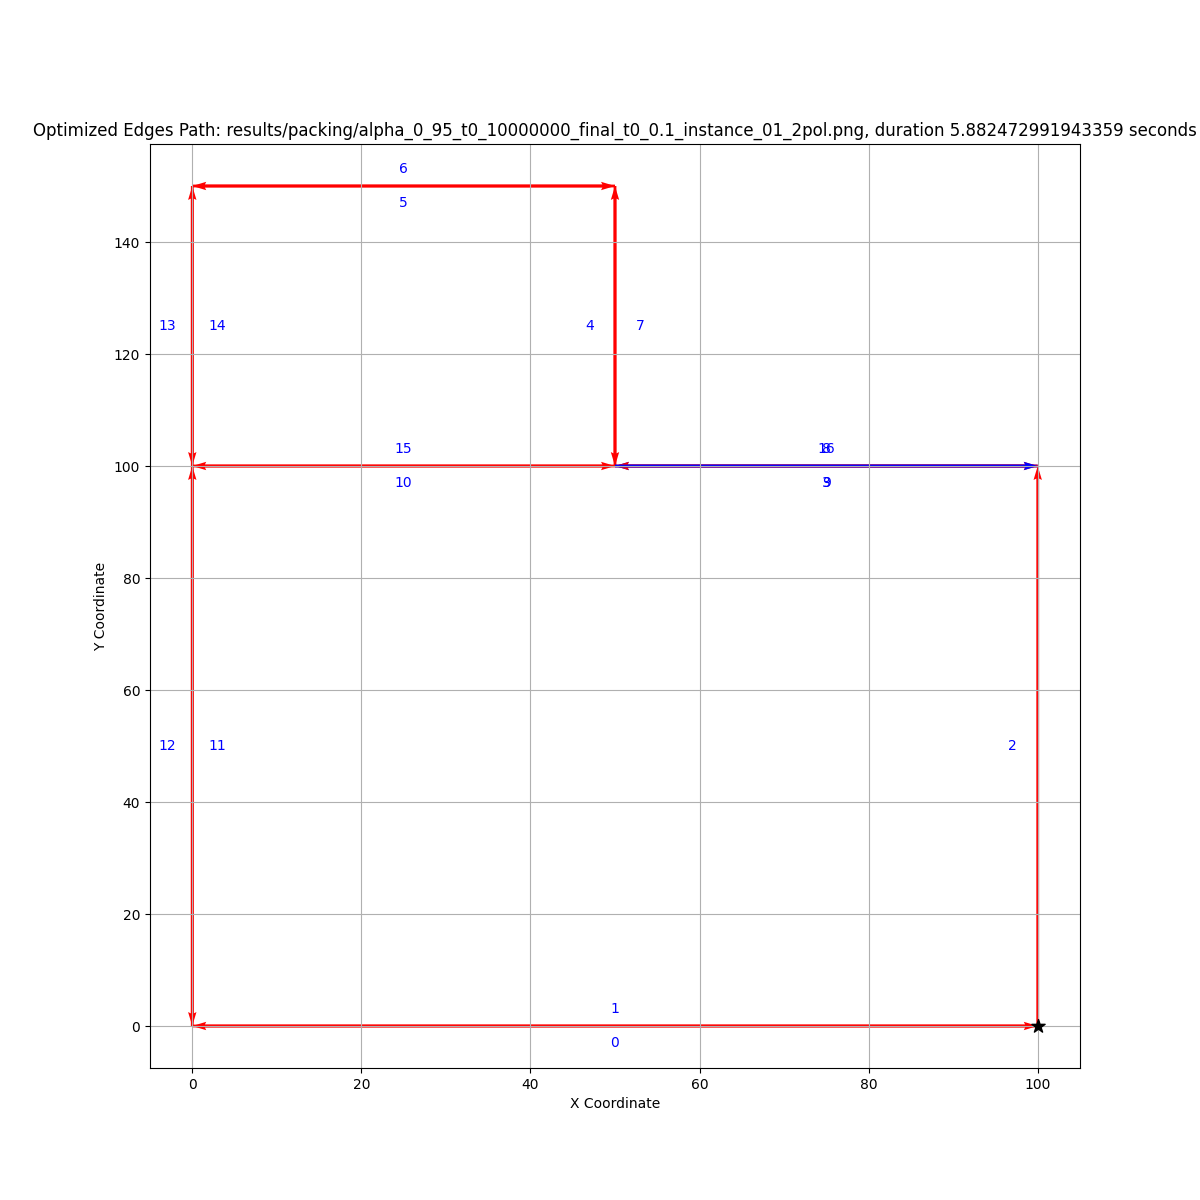 Optimized Edges Path: results/packing/alpha_0_95_t0_10000000_final_t0_0.1_instance_01_2pol.png, duration 5.882472991943359 seconds
6
5
140
13 14 4 7
120
15
100
10
80
Y Coordinate
12 11 2
60
40
20
1
0
0
0 20 40 60 80 100
X Coordinate